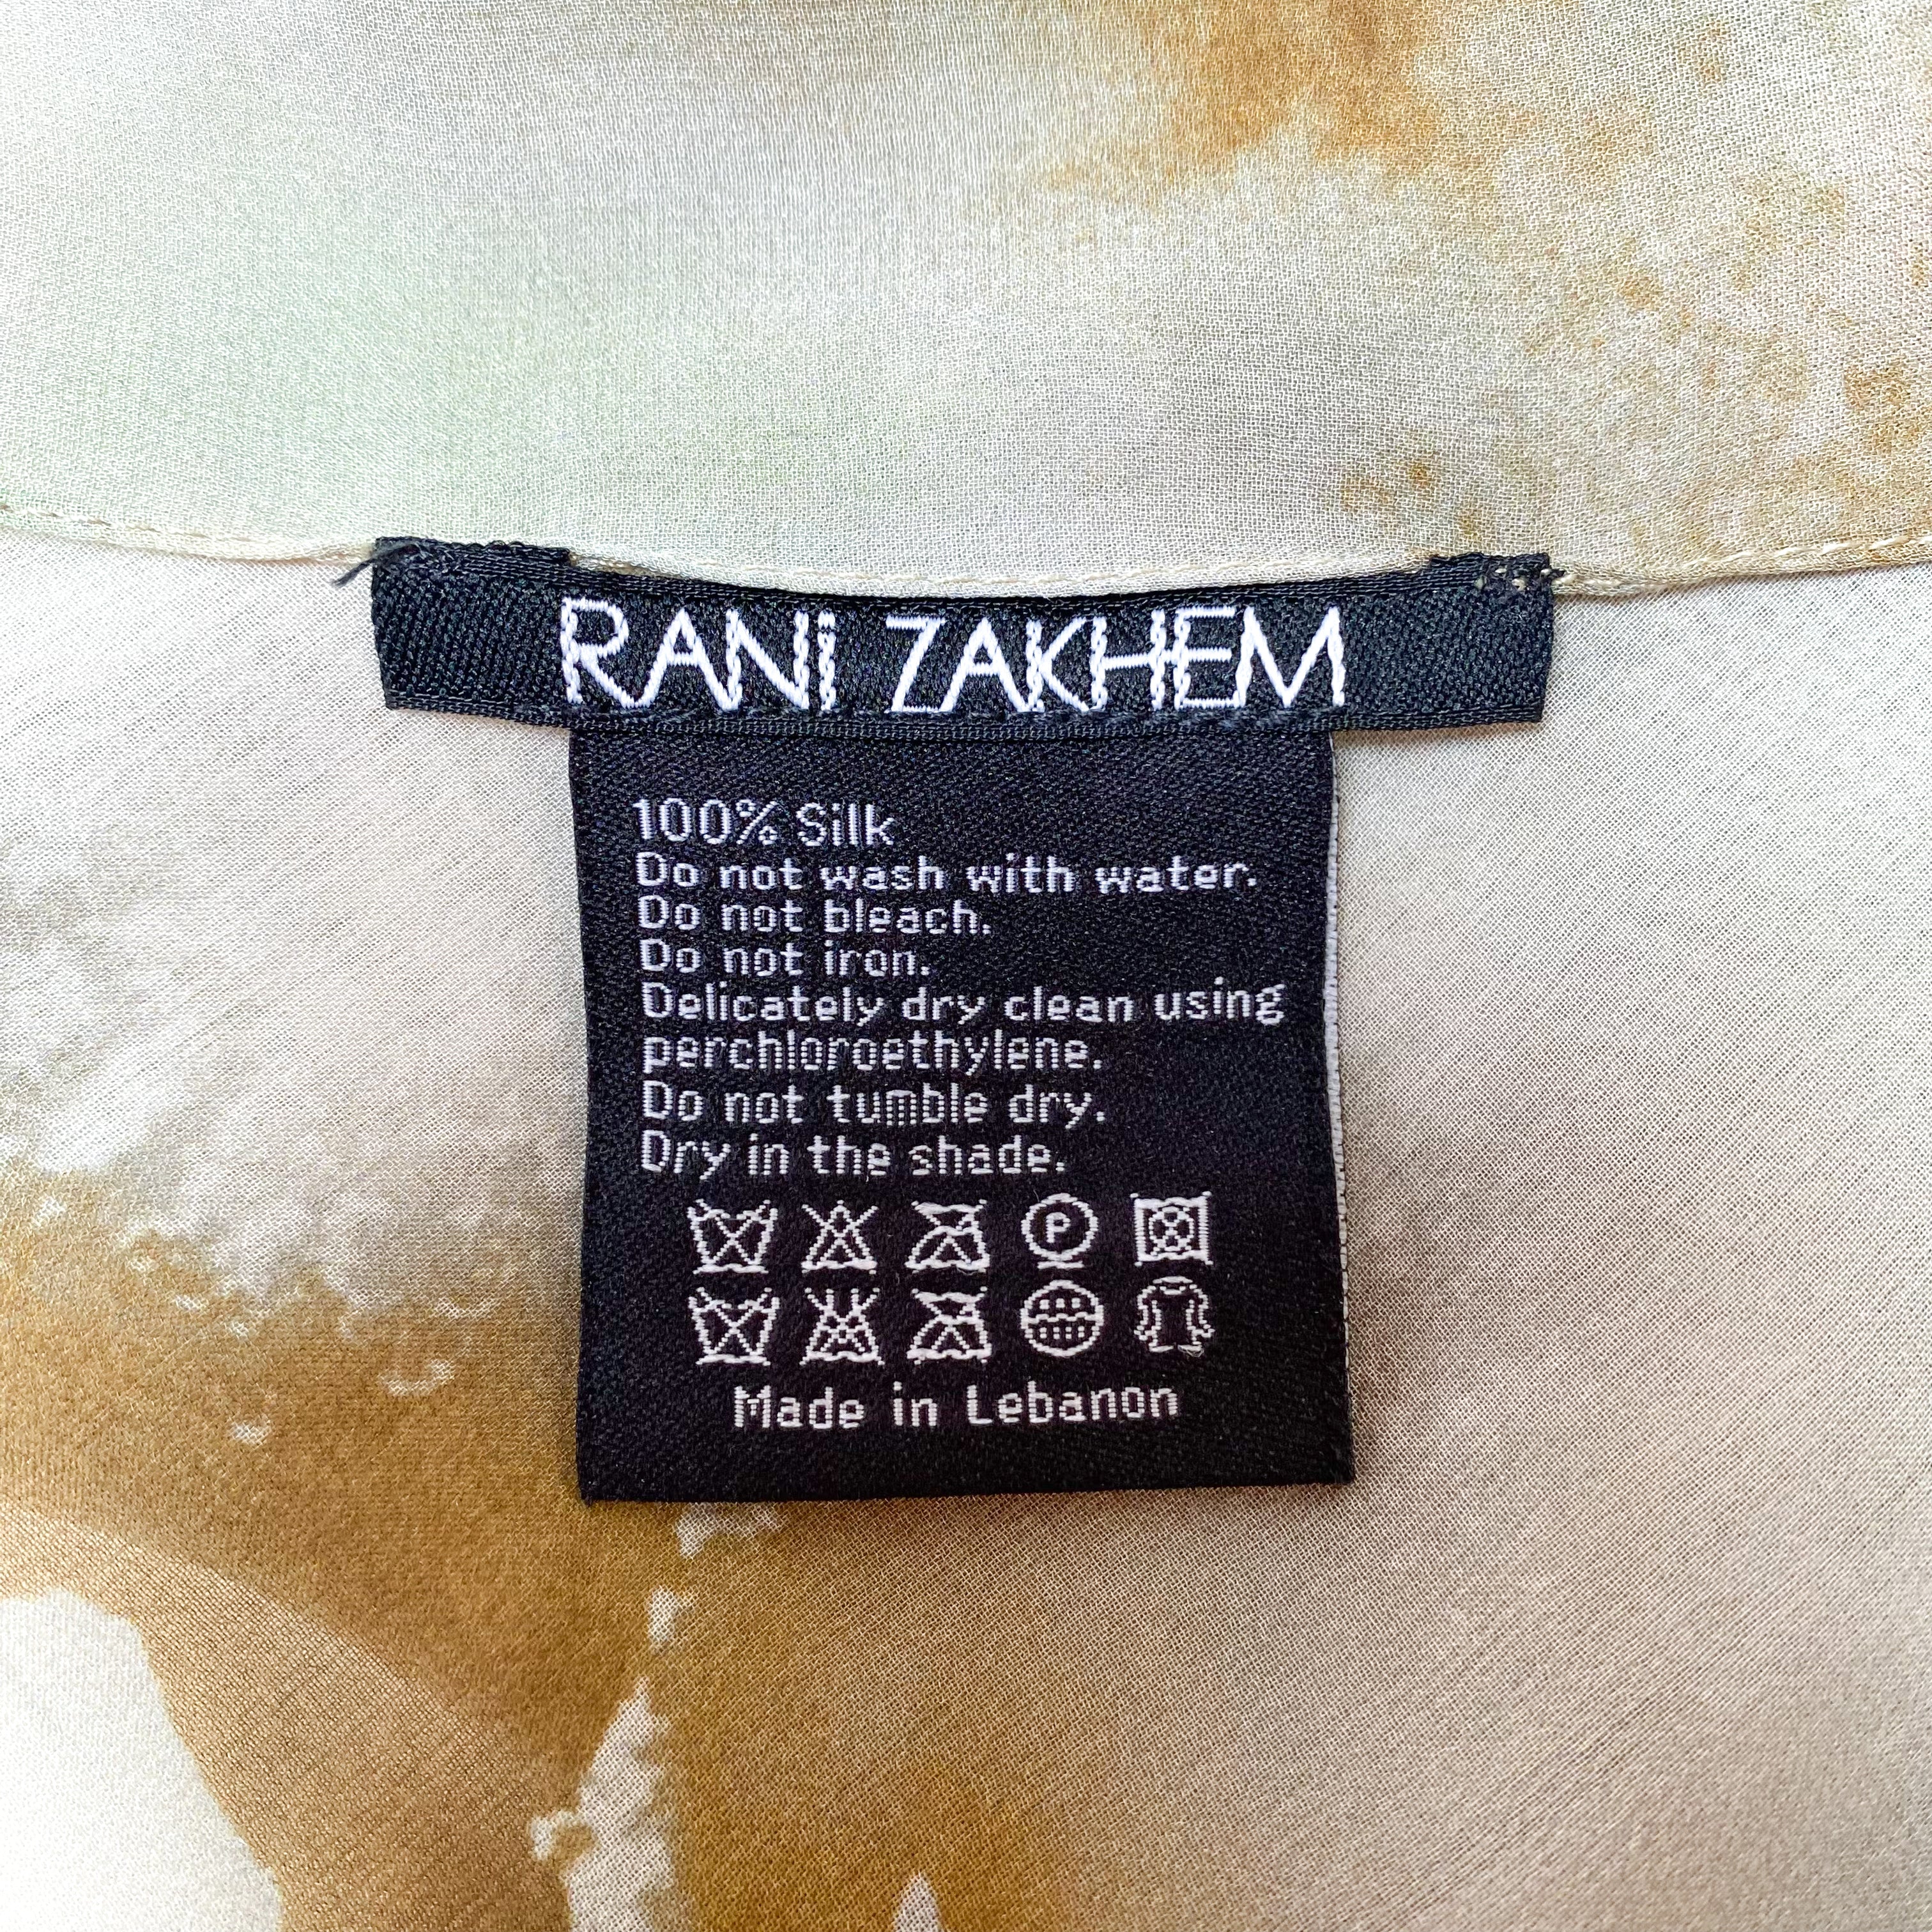 RANi ZAKHEM
100% Silk
Do not wash with water.
Do not bleach.
Do not iron.
Delicately dry clean using
perchloroethylene.
Do not tumble dry.
Dry in the shade.
P
Made in Lebanon